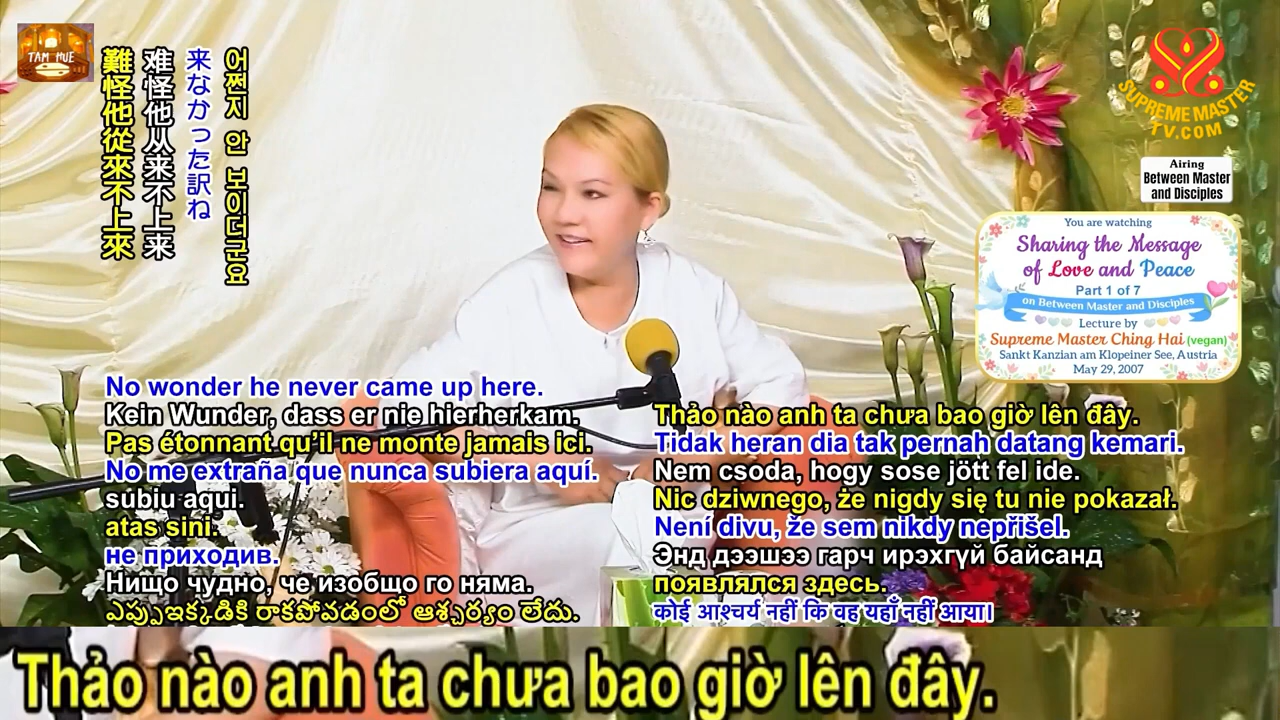 TAM HUE
難怪他從來不上來
难怪他从来不上来
来なかった訳ね
어쩐지 안 보이더군요
SUPREME MASTER
TV.COM
Airing
Between Master
and Disciples
You are watching
Sharing the Message
of Love and Peace
Part 1 of 7
on Between Master and Disciples
Lecture by
Supreme Master Ching Hai (vegan)
Sankt Kanzian am Klopeiner See, Austria
May 29, 2007
No wonder he never came up here.
Kein Wunder, dass er nie hierherkam.
Pas étonnant qu’il ne monte jamais ici.
No me extraña que nunca subiera aquí.
subiu aqui.
atas sini.
не приходив.
Нищо чудно, че изобщо го няма.
ఎప్పుఇక్కడికి రాకపోవడంలో ఆశ్చర్యం లేదు.
Thảo nào anh ta chưa bao giờ lên đây.
Tidak heran dia tak pernah datang kemari.
Nem csoda, hogy sose jött fel ide.
Nic dziwnego, że nigdy się tu nie pokazał.
Není divu, že sem nikdy nepřišel.
Энд дээшээ гарч ирэхгүй байсанд
появлялся здесь.
कोई आश्चर्य नहीं कि वह यहाँ नहीं आया।
Thảo nào anh ta chưa bao giờ lên đây.